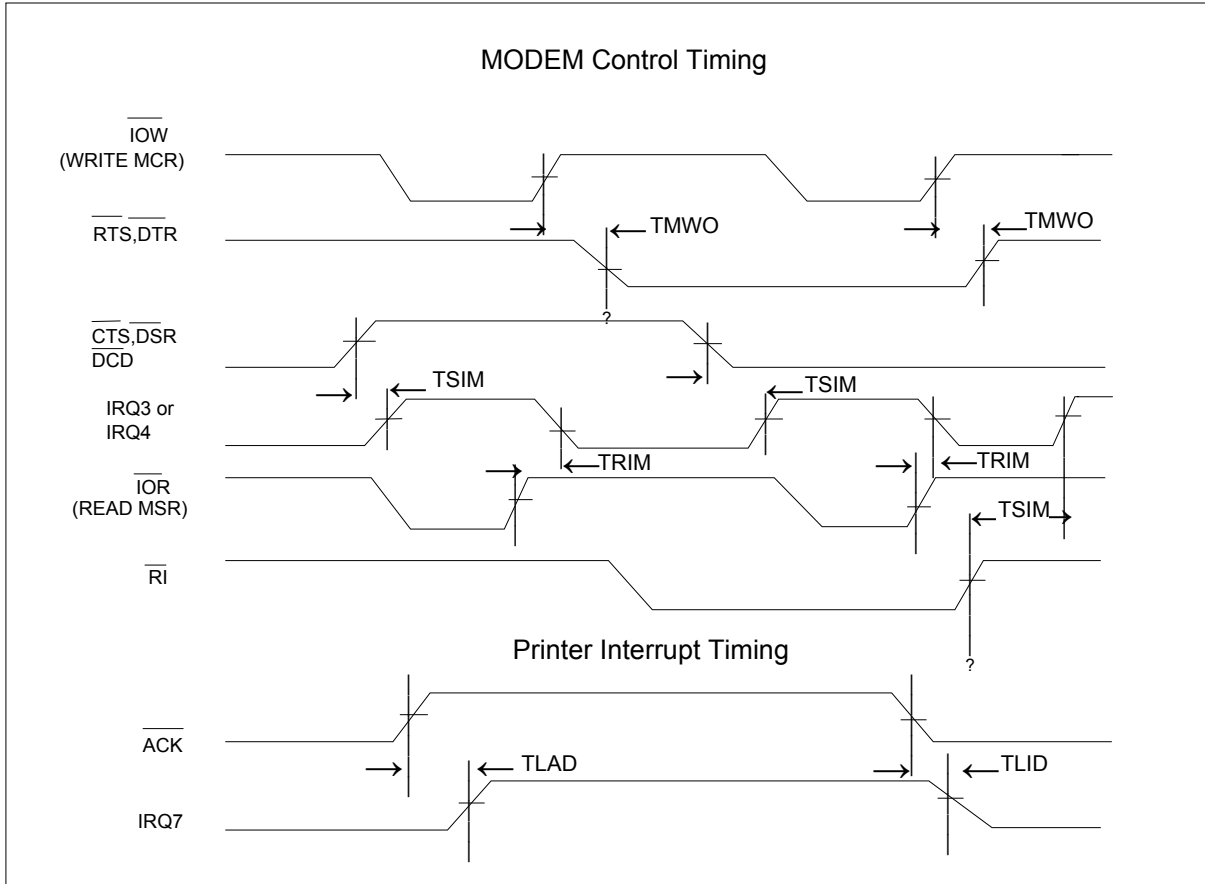 MODEM Control Timing
IOW
(WRITE MCR)
RTS,DTR
TMWO
TMWO
?
CTS,DSR
DCD
TSIM
TSIM
IRQ3 or
IRQ4
TRIM
TRIM
IOR
(READ MSR)
TSIM
RI
?
Printer Interrupt Timing
ACK
TLAD
TLID
IRQ7